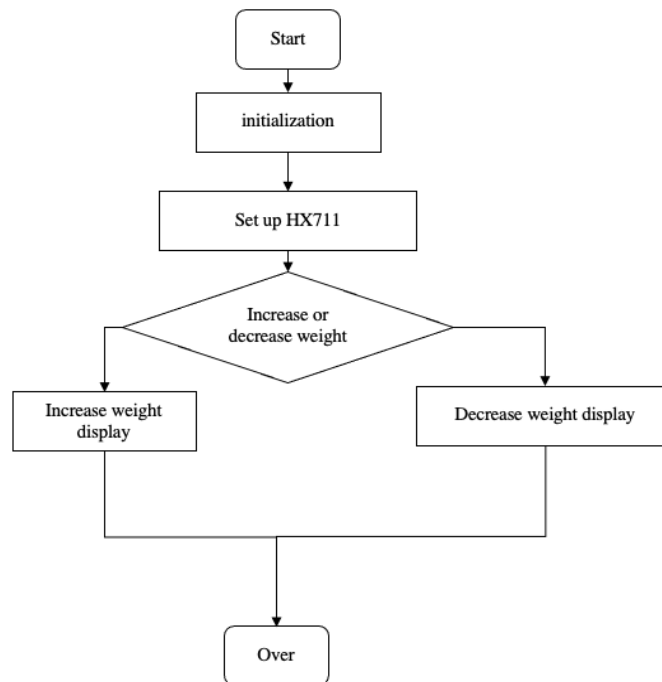 Start
initialization
Set up HX711
Increase or
decrease weight
Increase weight
display
Decrease weight display
Over